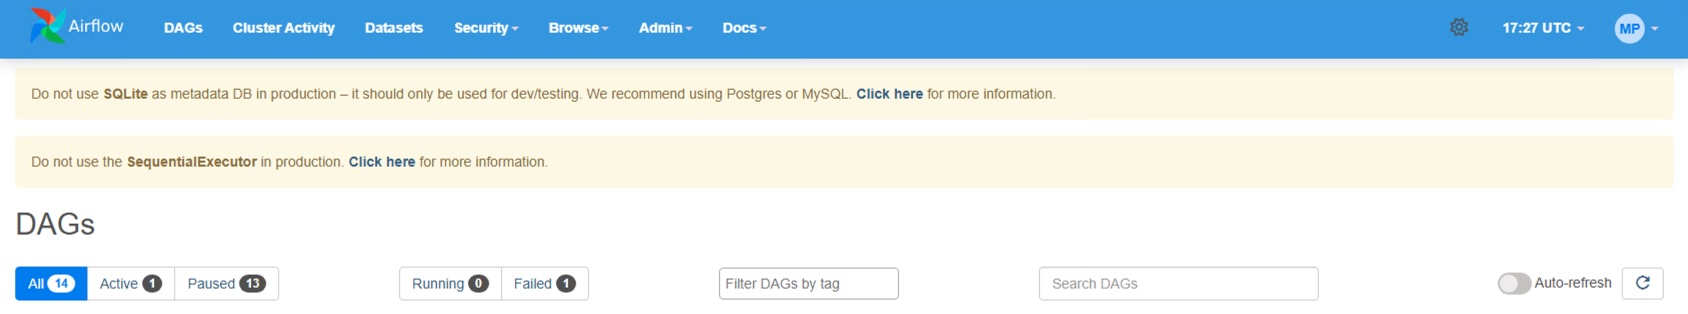 Airflow DAGs Cluster Activity Datasets Security Browse Admin Docs 17:27 UTC MP
Do not use SQLite as metadata DB in production – it should only be used for dev/testing. We recommend using Postgres or MySQL. Click here for more information.
Do not use the SequentialExecutor in production. Click here for more information.
DAGs
All 14 Active 1 Paused 13 Running 0 Failed 1 Filter DAGs by tag Search DAGs Auto-refresh